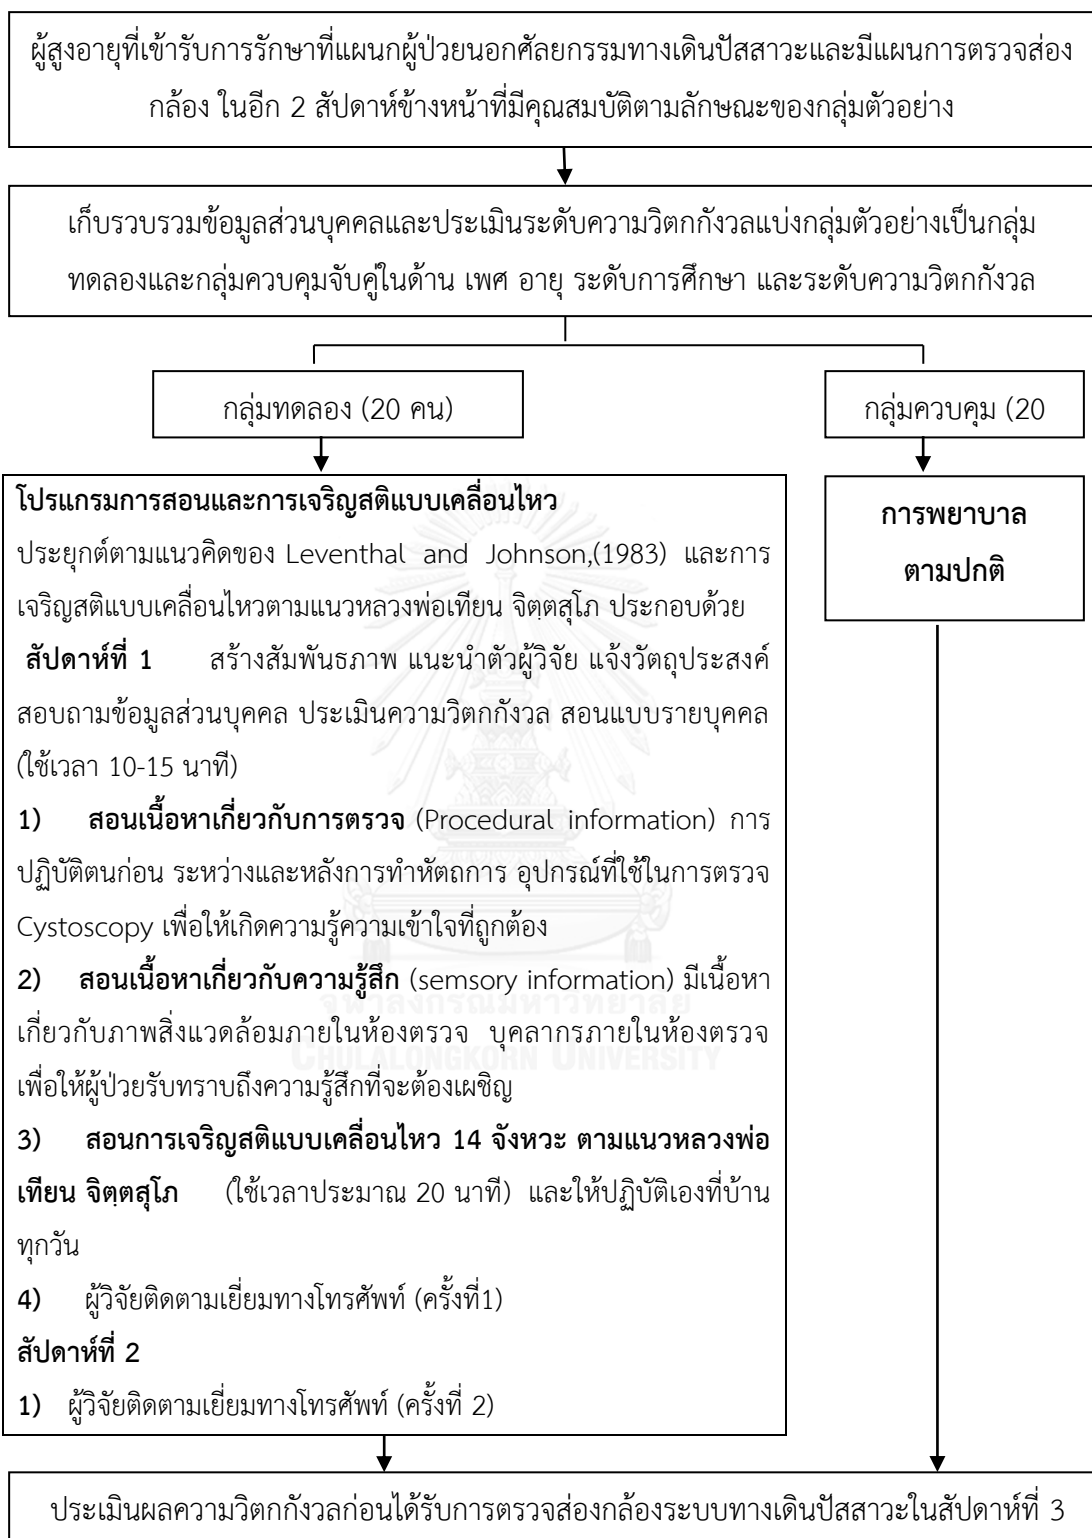 ผู้สูงอายุที่เข้ารับการรักษาที่แผนกผู้ป่วยนอกศัลยกรรมทางเดินปัสสาวะและมีแผนการตรวจส่อง
กล้อง ในอีก 2 สัปดาห์ข้างหน้าที่มีคุณสมบัติตามลักษณะของกลุ่มตัวอย่าง
เก็บรวบรวมข้อมูลส่วนบุคคลและประเมินระดับความวิตกกังวลแบ่งกลุ่มตัวอย่างเป็นกลุ่ม
ทดลองและกลุ่มควบคุมจับคู่ในด้าน เพศ อายุ ระดับการศึกษา และระดับความวิตกกังวล
กลุ่มทดลอง (20 คน)
กลุ่มควบคุม (20
โปรแกรมการสอนและการเจริญสติแบบเคลื่อนไหว
ประยุกต์ตามแนวคิดของ Leventhal and Johnson,(1983) และการ
เจริญสติแบบเคลื่อนไหวตามแนวหลวงพ่อเทียน จิตฺตสุโภ ประกอบด้วย
สัปดาห์ที่ 1 สร้างสัมพันธภาพ แนะนำตัวผู้วิจัย แจ้งวัตถุประสงค์
สอบถามข้อมูลส่วนบุคคล ประเมินความวิตกกังวล สอนแบบรายบุคคล
(ใช้เวลา 10-15 นาที)
1) สอนเนื้อหาเกี่ยวกับการตรวจ (Procedural information) การ
ปฏิบัติตนก่อน ระหว่างและหลังการทำหัตถการ อุปกรณ์ที่ใช้ในการตรวจ
Cystoscopy เพื่อให้เกิดความรู้ความเข้าใจที่ถูกต้อง
2) สอนเนื้อหาเกี่ยวกับความรู้สึก (semsory information) มีเนื้อหา
เกี่ยวกับภาพสิ่งแวดล้อมภายในห้องตรวจ บุคลากรภายในห้องตรวจ
เพื่อให้ผู้ป่วยรับทราบถึงความรู้สึกที่จะต้องเผชิญ
3) สอนการเจริญสติแบบเคลื่อนไหว 14 จังหวะ ตามแนวหลวงพ่อ
เทียน จิตฺตสุโภ (ใช้เวลาประมาณ 20 นาที) และให้ปฏิบัติเองที่บ้าน
ทุกวัน
4) ผู้วิจัยติดตามเยี่ยมทางโทรศัพท์ (ครั้งที่1)
สัปดาห์ที่ 2
1) ผู้วิจัยติดตามเยี่ยมทางโทรศัพท์ (ครั้งที่ 2)
การพยาบาล
ตามปกติ
จุฬาลงกรณ์มหาวิทยาลัย
CHULALONGKORN UNIVERSITY
ประเมินผลความวิตกกังวลก่อนได้รับการตรวจส่องกล้องระบบทางเดินปัสสาวะในสัปดาห์ที่ 3